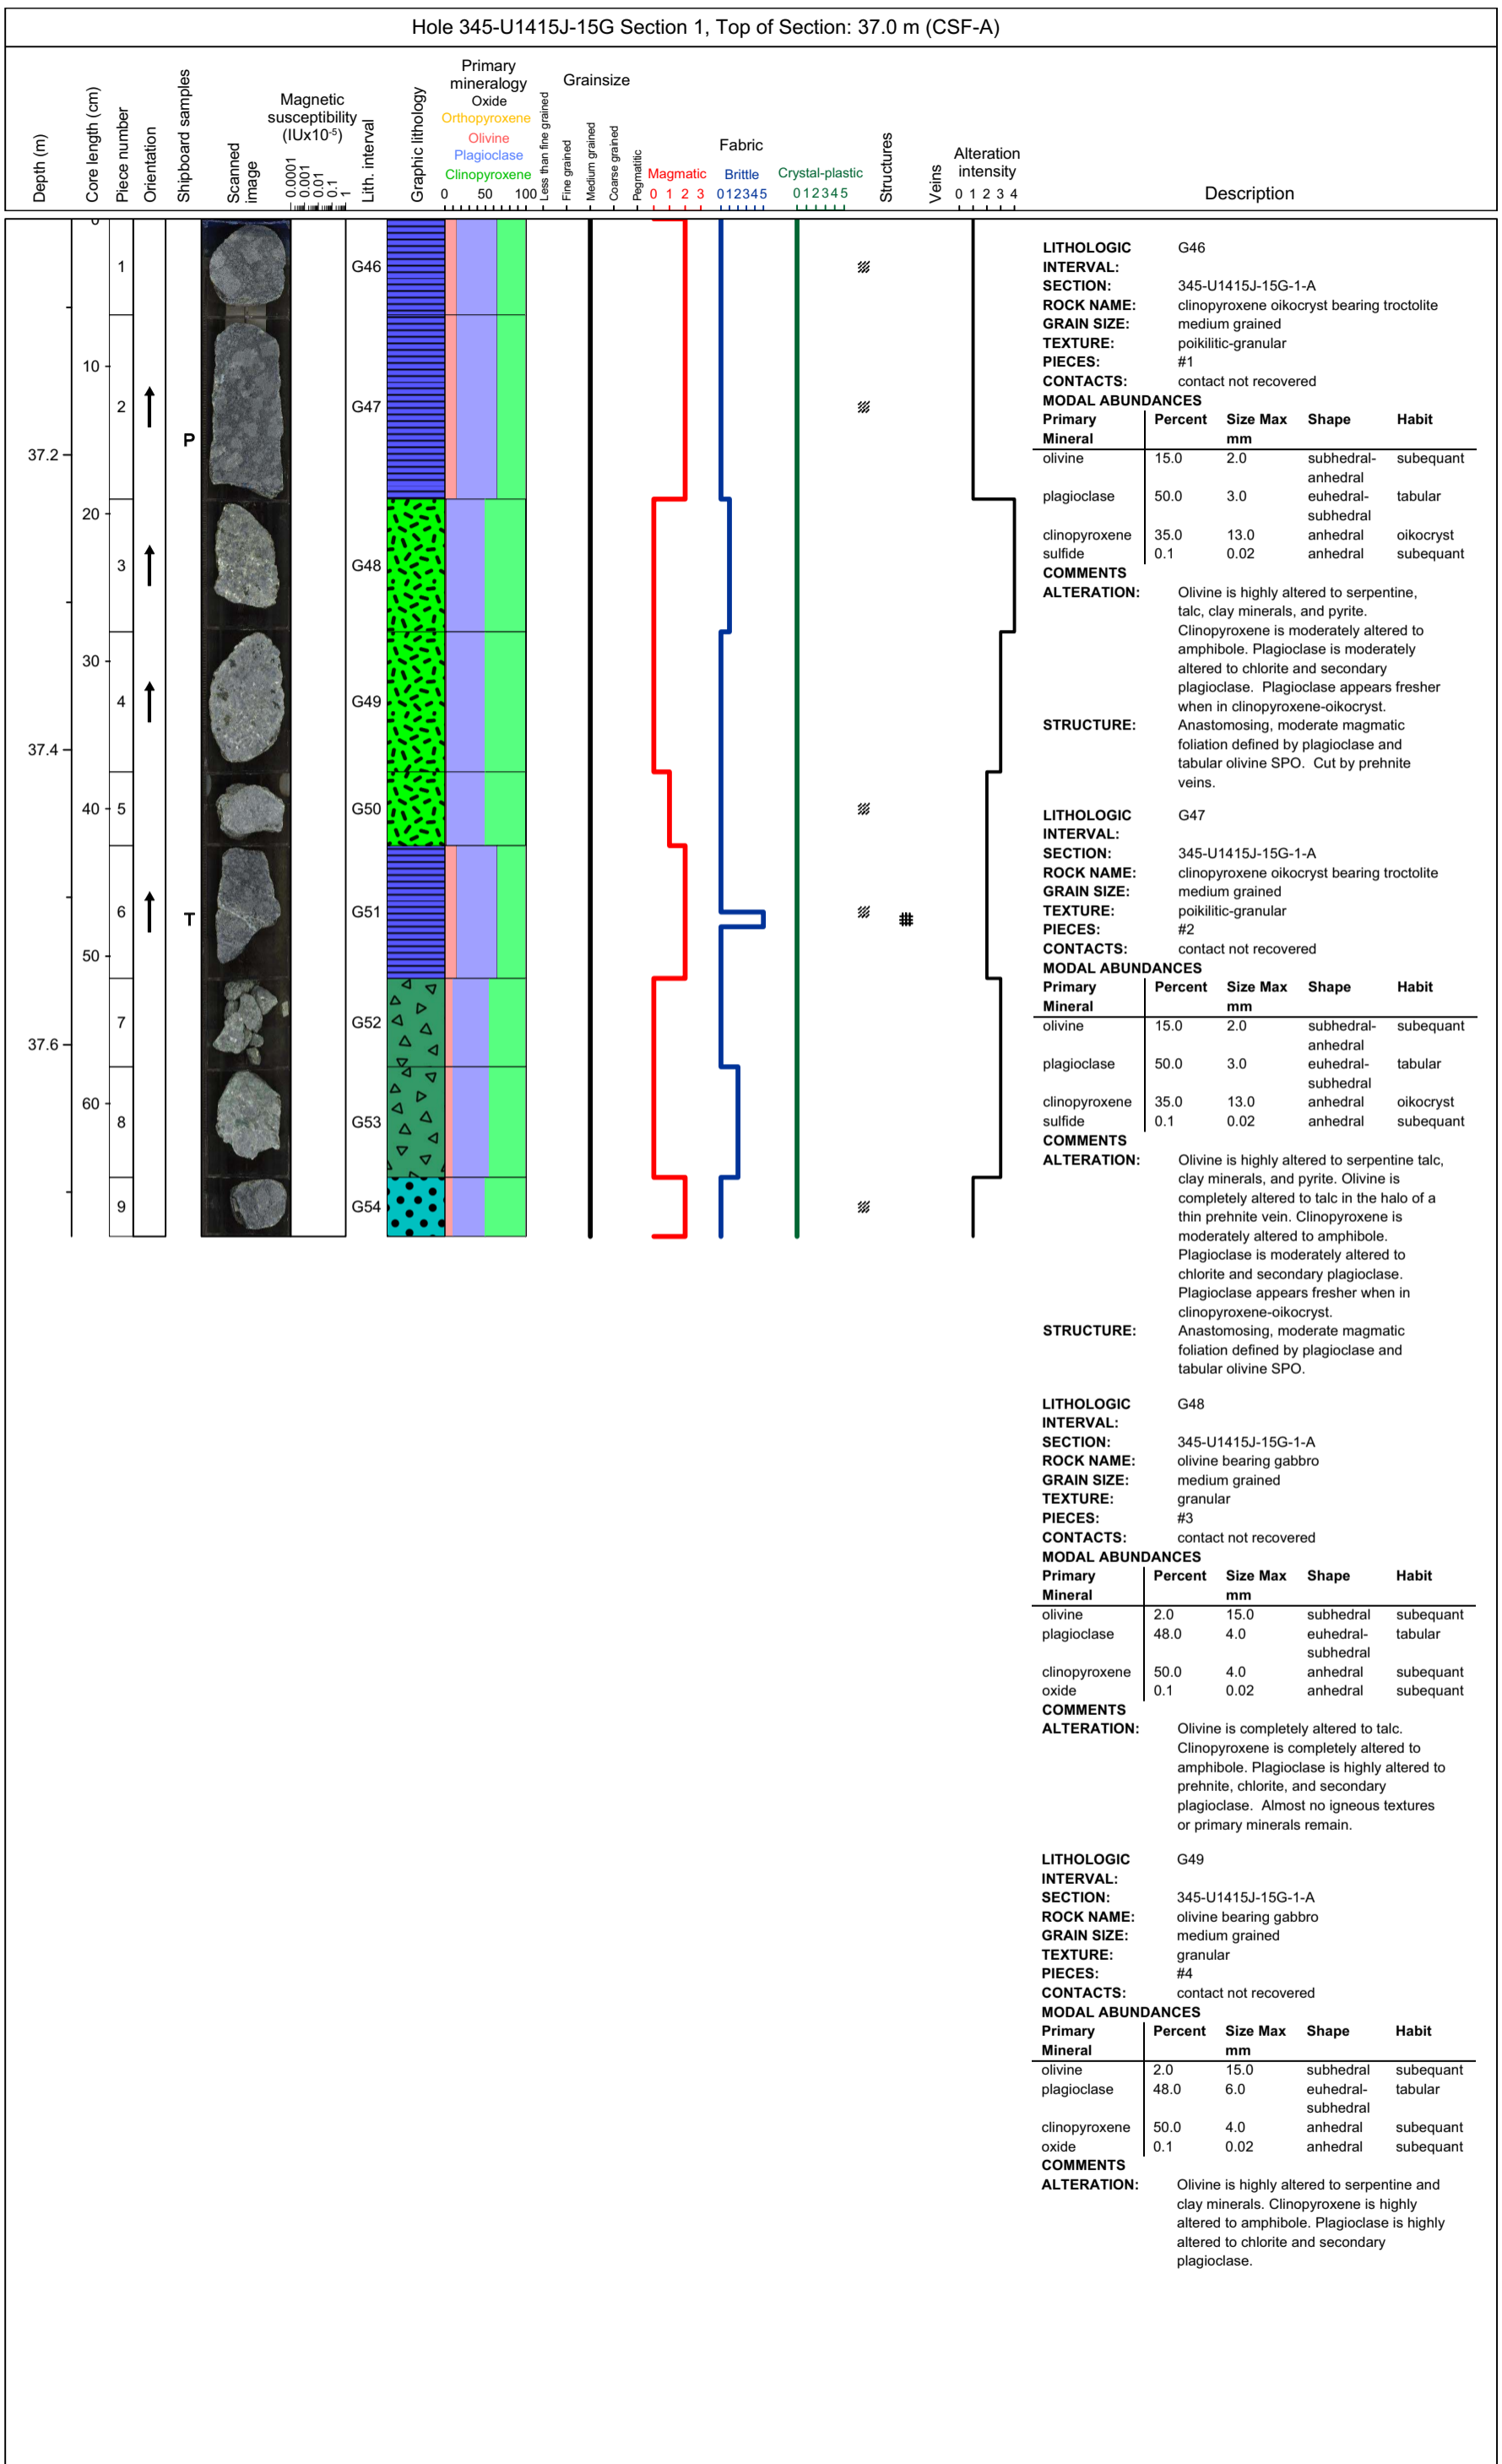 Hole 345-U1415J-15G Section 1, Top of Section: 37.0 m (CSF-A)
Depth (m)
Core length (cm)
Piece number
Orientation
Shipboard samples
Scanned image
Magnetic susceptibility (IUx10-5)
0.0001 0.001 0.01 0.1 1
Lith. interval
Graphic lithology
Primary mineralogy
Oxide
Orthopyroxene
Olivine
Plagioclase
Clinopyroxene
0 50 100
Grainsize
Less than fine grained
Fine grained
Medium grained
Coarse grained
Pegmatitic
Fabric
Magmatic
0 1 2 3
Brittle
012345
Crystal-plastic
012345
Structures
Veins
Alteration intensity
0 1 2 3 4
Description
0
1 G46
10
2 G47
P
37.2
20
3 G48
30
4 G49
37.4
40 5 G50
6 G51
T
50
7 G52
37.6
60
8 G53
9 G54
LITHOLOGIC G46
INTERVAL:
SECTION: 345-U1415J-15G-1-A
ROCK NAME: clinopyroxene oikocryst bearing troctolite
GRAIN SIZE: medium grained
TEXTURE: poikilitic-granular
PIECES: #1
CONTACTS: contact not recovered
MODAL ABUNDANCES
Primary Percent Size Max Shape Habit
Mineral mm
olivine 15.0 2.0 subhedral- subequant
anhedral
plagioclase 50.0 3.0 euhedral- tabular
subhedral
clinopyroxene 35.0 13.0 anhedral oikocryst
sulfide 0.1 0.02 anhedral subequant
COMMENTS
ALTERATION: Olivine is highly altered to serpentine,
talc, clay minerals, and pyrite.
Clinopyroxene is moderately altered to
amphibole. Plagioclase is moderately
altered to chlorite and secondary
plagioclase. Plagioclase appears fresher
when in clinopyroxene-oikocryst.
STRUCTURE: Anastomosing, moderate magmatic
foliation defined by plagioclase and
tabular olivine SPO. Cut by prehnite
veins.
LITHOLOGIC G47
INTERVAL:
SECTION: 345-U1415J-15G-1-A
ROCK NAME: clinopyroxene oikocryst bearing troctolite
GRAIN SIZE: medium grained
TEXTURE: poikilitic-granular
PIECES: #2
CONTACTS: contact not recovered
MODAL ABUNDANCES
Primary Percent Size Max Shape Habit
Mineral mm
olivine 15.0 2.0 subhedral- subequant
anhedral
plagioclase 50.0 3.0 euhedral- tabular
subhedral
clinopyroxene 35.0 13.0 anhedral oikocryst
sulfide 0.1 0.02 anhedral subequant
COMMENTS
ALTERATION: Olivine is highly altered to serpentine talc,
clay minerals, and pyrite. Olivine is
completely altered to talc in the halo of a
thin prehnite vein. Clinopyroxene is
moderately altered to amphibole.
Plagioclase is moderately altered to
chlorite and secondary plagioclase.
Plagioclase appears fresher when in
clinopyroxene-oikocryst.
STRUCTURE: Anastomosing, moderate magmatic
foliation defined by plagioclase and
tabular olivine SPO.
LITHOLOGIC G48
INTERVAL:
SECTION: 345-U1415J-15G-1-A
ROCK NAME: olivine bearing gabbro
GRAIN SIZE: medium grained
TEXTURE: granular
PIECES: #3
CONTACTS: contact not recovered
MODAL ABUNDANCES
Primary Percent Size Max Shape Habit
Mineral mm
olivine 2.0 15.0 subhedral subequant
plagioclase 48.0 4.0 euhedral- tabular
subhedral
clinopyroxene 50.0 4.0 anhedral subequant
oxide 0.1 0.02 anhedral subequant
COMMENTS
ALTERATION: Olivine is completely altered to talc.
Clinopyroxene is completely altered to
amphibole. Plagioclase is highly altered to
prehnite, chlorite, and secondary
plagioclase. Almost no igneous textures
or primary minerals remain.
LITHOLOGIC G49
INTERVAL:
SECTION: 345-U1415J-15G-1-A
ROCK NAME: olivine bearing gabbro
GRAIN SIZE: medium grained
TEXTURE: granular
PIECES: #4
CONTACTS: contact not recovered
MODAL ABUNDANCES
Primary Percent Size Max Shape Habit
Mineral mm
olivine 2.0 15.0 subhedral subequant
plagioclase 48.0 6.0 euhedral- tabular
subhedral
clinopyroxene 50.0 4.0 anhedral subequant
oxide 0.1 0.02 anhedral subequant
COMMENTS
ALTERATION: Olivine is highly altered to serpentine and
clay minerals. Clinopyroxene is highly
altered to amphibole. Plagioclase is highly
altered to chlorite and secondary
plagioclase.